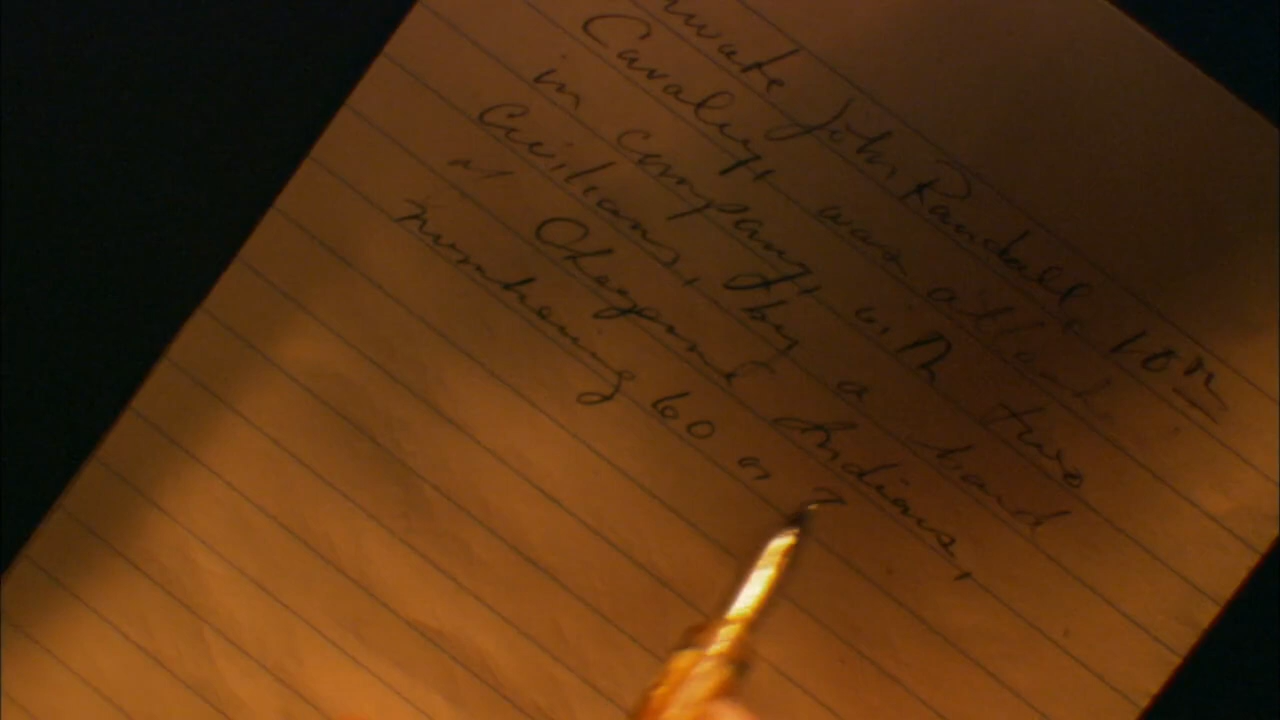 Private John Randall 10th
Cavalry, was attack
in company, with two
Civilians, by a band
of Cheyenne Indians,
numbering 60 or 7